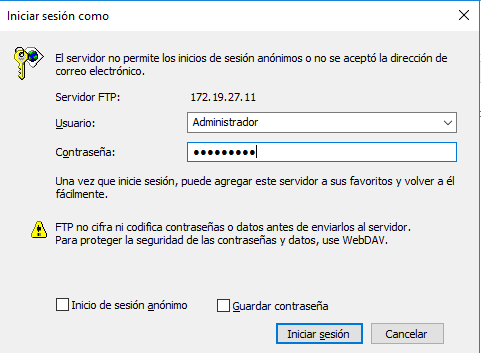 Iniciar sesión como
El servidor no permite los inicios de sesión anónimos o no se aceptó la dirección de
correo electrónico.
Servidor FTP: 172.19.27.11
Usuario: Administrador
Contraseña: ●●●●●●●●●
Una vez que inicie sesión, puede agregar este servidor a sus favoritos y volver a él
fácilmente.
FTP no cifra ni codifica contraseñas o datos antes de enviarlos al servidor.
Para proteger la seguridad de las contraseñas y datos, use WebDAV.
Inicio de sesión anónimo Guardar contraseña
Iniciar sesión Cancelar